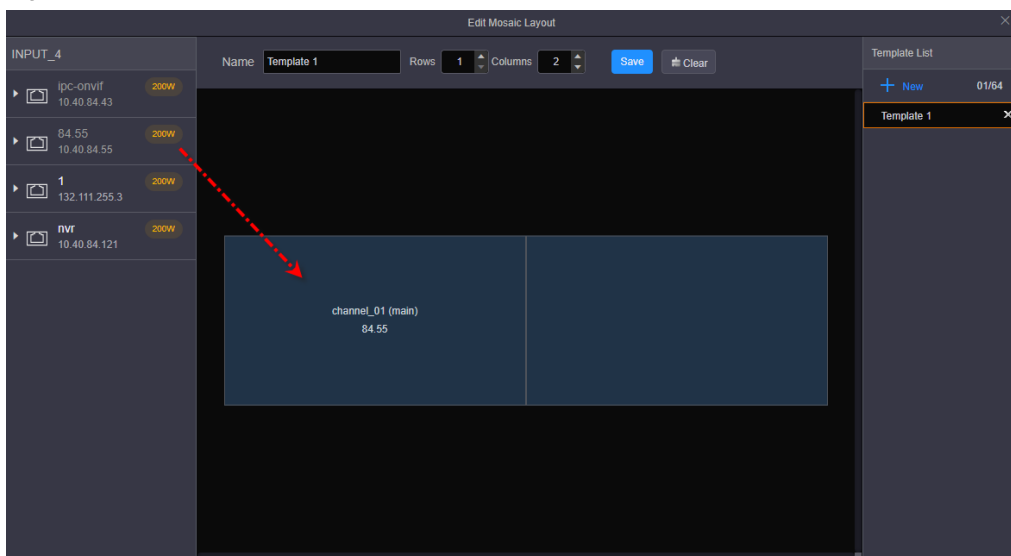 Edit Mosaic Layout
INPUT_4
ipc-onvif 200W
10.40.84.43
84.55 200W
10.40.84.55
1 200W
132.111.255.3
nvr 200W
10.40.84.121
Name Template 1 Rows 1 Columns 2 Save Clear
channel_01 (main)
84.55
Template List
New 01/64
Template 1